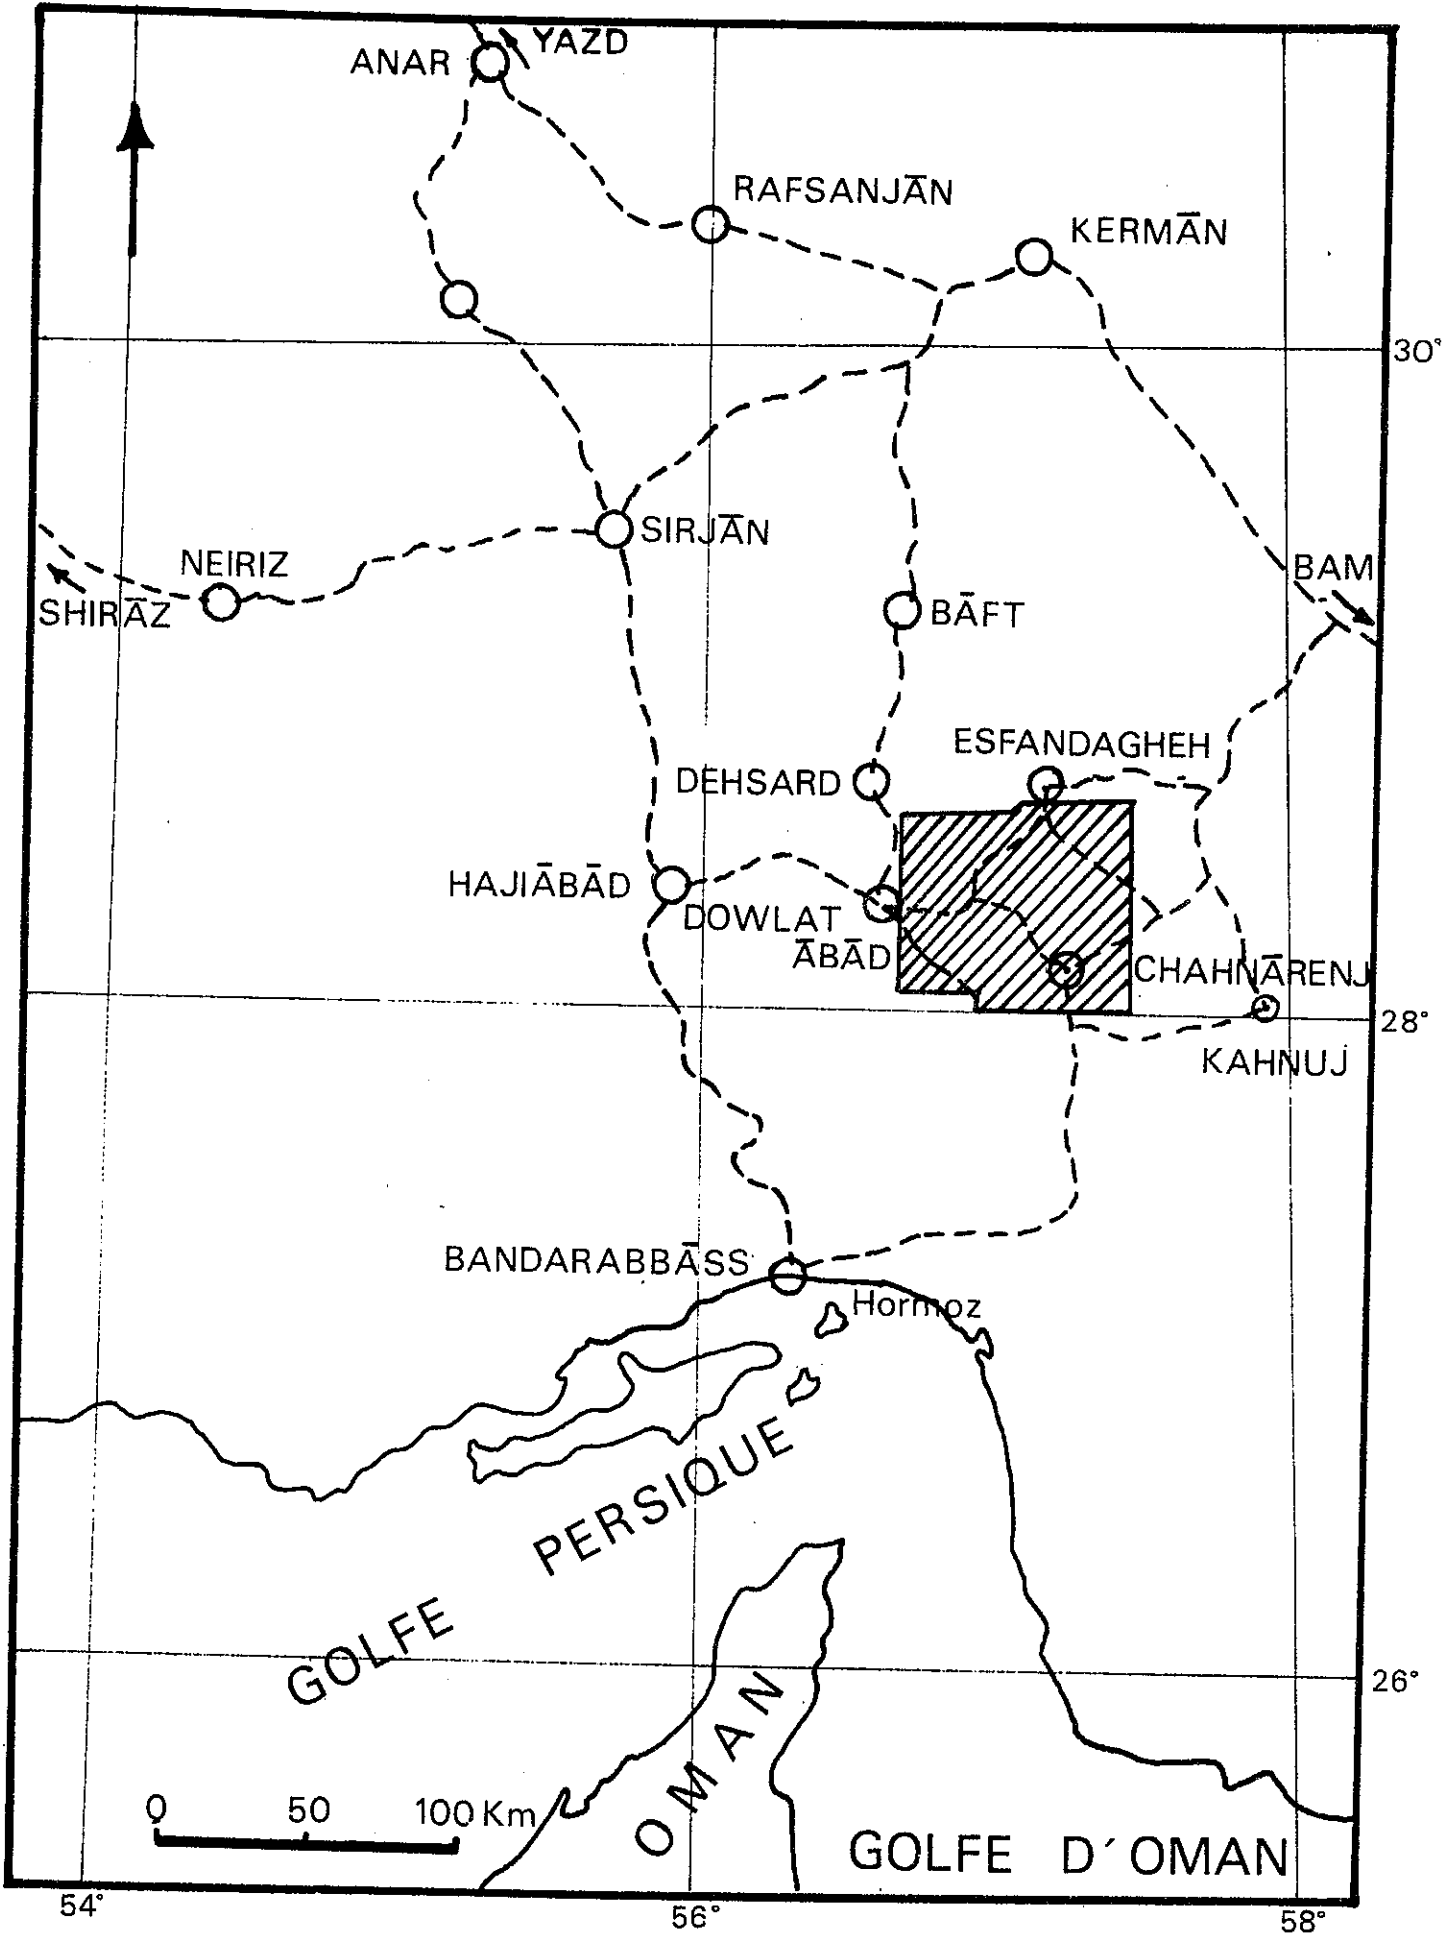 YAZD
ANAR
RAFSANJĀN
KERMĀN
30°
SIRJĀN
NEIRIZ
BAM
SHIRĀZ
BĀFT
ESFANDAGHEH
DEHSARD
HAJIĀBĀD
DOWLAT
ĀBĀD
CHAHNĀRENJ
28°
KAHNUJ
BANDARABBĀSS
Hormoz
GOLFE PERSIQUE
26°
OMAN
0 50 100 Km
GOLFE D'OMAN
54° 56° 58°